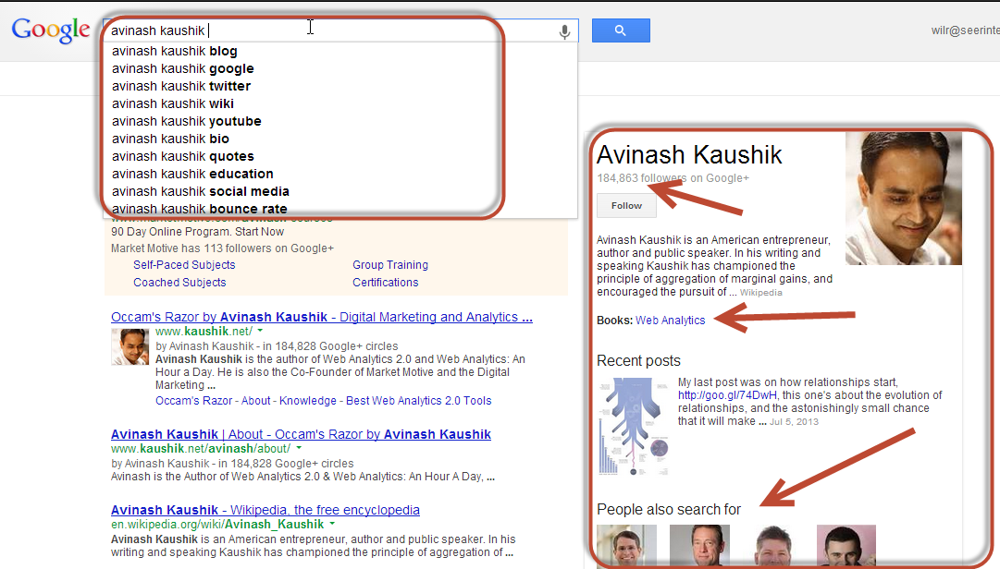 Google
avinash kaushik
wilr@seerinte
avinash kaushik blog
avinash kaushik google
avinash kaushik twitter
avinash kaushik wiki
avinash kaushik youtube
avinash kaushik bio
avinash kaushik quotes
avinash kaushik education
avinash kaushik social media
avinash kaushik bounce rate
90 Day Online Program. Start Now
Market Motive has 113 followers on Google+
Self-Paced Subjects Group Training
Coached Subjects Certifications
Occam's Razor by Avinash Kaushik - Digital Marketing and Analytics ...
www.kaushik.net/
by Avinash Kaushik - in 184,828 Google+ circles
Avinash Kaushik is the author of Web Analytics 2.0 and Web Analytics: An
Hour a Day. He is also the Co-Founder of Market Motive and the Digital
Marketing ...
Occam's Razor - About - Knowledge - Best Web Analytics 2.0 Tools
Avinash Kaushik | About - Occam's Razor by Avinash Kaushik
www.kaushik.net/avinash/about/
by Avinash Kaushik - in 184,828 Google+ circles
Avinash is the Author of Web Analytics 2.0 & Web Analytics: An Hour A Day, ...
Avinash Kaushik - Wikipedia, the free encyclopedia
en.wikipedia.org/wiki/Avinash_Kaushik
Avinash Kaushik is an American entrepreneur, author and public speaker. In his
writing and speaking Kaushik has championed the principle of aggregation of ...
Avinash Kaushik
184,863 followers on Google+
Follow
Avinash Kaushik is an American entrepreneur,
author and public speaker. In his writing and
speaking Kaushik has championed the
principle of aggregation of marginal gains, and
encouraged the pursuit of ... Wikipedia
Books: Web Analytics
Recent posts
My last post was on how relationships start,
http://goo.gl/74DwH, this one's about the evolution of
relationships, and the astonishingly small chance
that it will make ... Jul 5, 2013
People also search for